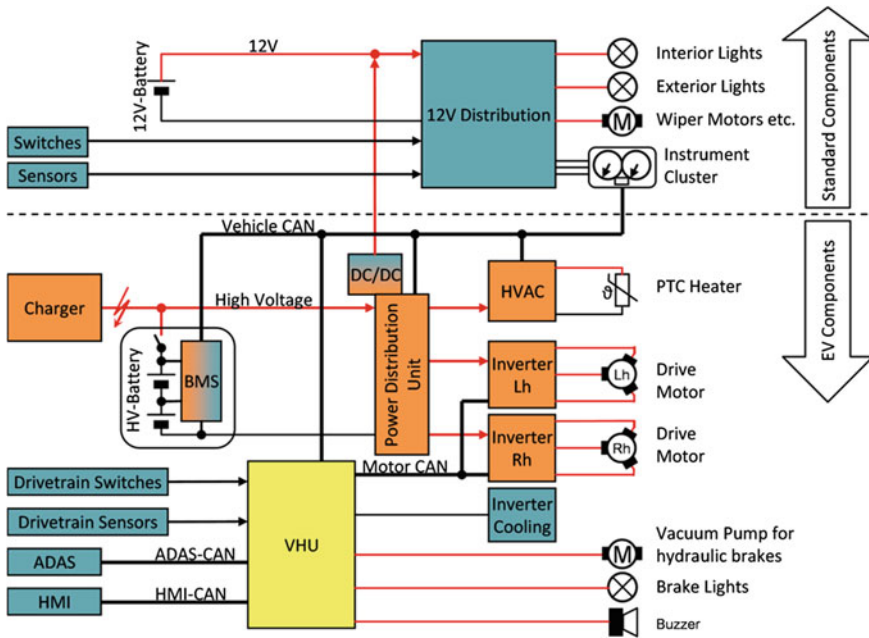 12V
12V-Battery
12V Distribution
Interior Lights
Exterior Lights
M
Wiper Motors etc.
Switches
Sensors
Instrument
Cluster
Standard Components
Vehicle CAN
DC/DC
EV Components
Charger
High Voltage
HVAC
ϑ
PTC Heater
HV-Battery
BMS
Power Distribution
Unit
Inverter
Lh
Lh
Drive
Motor
Inverter
Rh
Rh
Drive
Motor
Motor CAN
Drivetrain Switches
Drivetrain Sensors
VHU
Inverter
Cooling
ADAS
ADAS-CAN
M
Vacuum Pump for
hydraulic brakes
HMI
HMI-CAN
Brake Lights
Buzzer